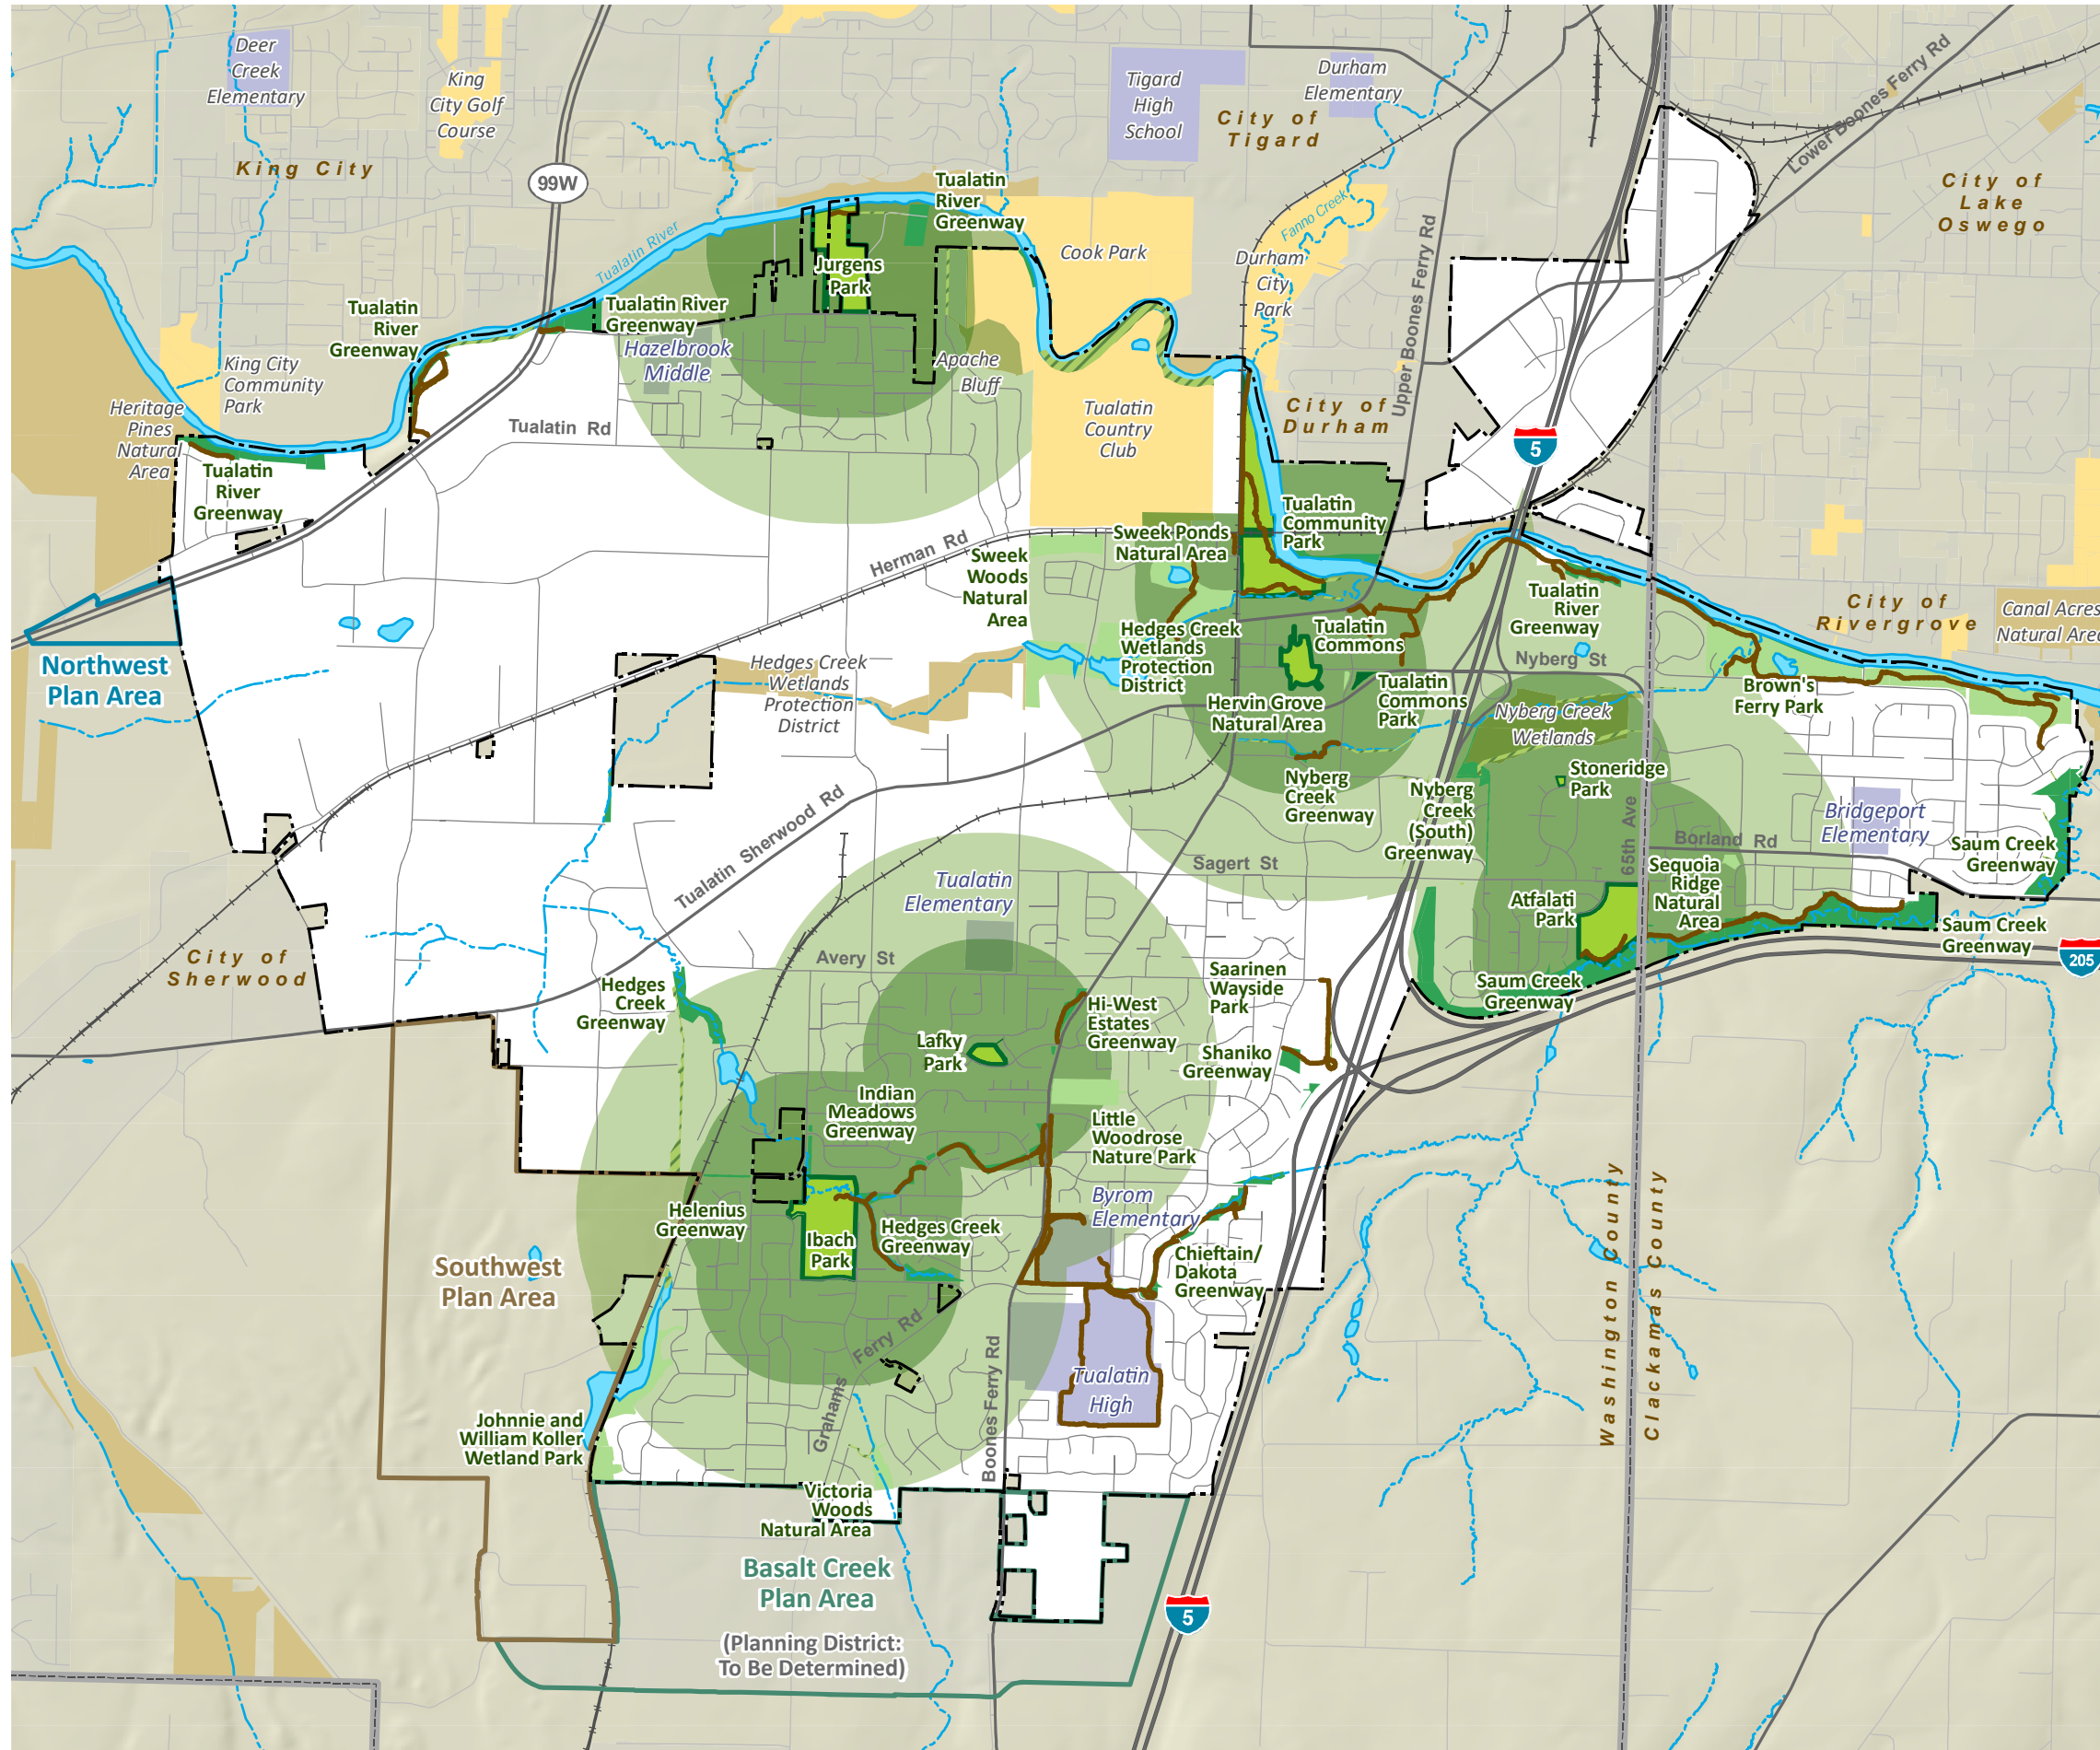 Deer
Creek
Elementary
King
City Golf
Course
King City
99W
Tigard
High
School
Durham
Elementary
City of
Tigard
Lower Boones Ferry Rd
City of
Lake
Oswego
Tualatin
River
Greenway
Tualatin River
Jurgens
Park
Cook Park
Fanno Creek
Durham
City
Park
Upper Boones Ferry Rd
Tualatin
River
Greenway
Tualatin River
Greenway
Hazelbrook
Middle
Apache
Bluff
King City
Community
Park
Heritage
Pines
Natural
Area
Tualatin
River
Greenway
Tualatin Rd
Tualatin
Country
Club
City of
Durham
5
Tualatin
Community
Park
Sweek Ponds
Natural Area
Herman Rd
Sweek
Woods
Natural
Area
Tualatin
River
Greenway
City of
Rivergrove
Canal Acres
Natural Area
Northwest
Plan Area
Hedges Creek
Wetlands
Protection
District
Hedges Creek
Wetlands
Protection
District
Tualatin
Commons
Nyberg St
Hervin Grove
Natural Area
Tualatin
Commons
Park
Nyberg Creek
Wetlands
Brown's
Ferry Park
Nyberg
Creek
Greenway
Nyberg
Creek
(South)
Greenway
Stoneridge
Park
65th Ave
Bridgeport
Elementary
Borland Rd
Saum Creek
Greenway
Tualatin Sherwood Rd
Sagert St
Tualatin
Elementary
Sequoia
Ridge
Natural
Area
Atfalati
Park
Saum Creek
Greenway
205
City of
Sherwood
Avery St
Hedges
Creek
Greenway
Saarinen
Wayside
Park
Saum Creek
Greenway
Hi-West
Estates
Greenway
Lafky
Park
Shaniko
Greenway
Indian
Meadows
Greenway
Little
Woodrose
Nature Park
Byrom
Elementary
Helenius
Greenway
Ibach
Park
Hedges Creek
Greenway
Chieftain/
Dakota
Greenway
Washington County
Clackamas County
Southwest
Plan Area
Grahams Ferry Rd
Boones Ferry Rd
Tualatin
High
Johnnie and
William Koller
Wetland Park
Victoria
Woods
Natural Area
Basalt Creek
Plan Area
(Planning District:
To Be Determined)
5